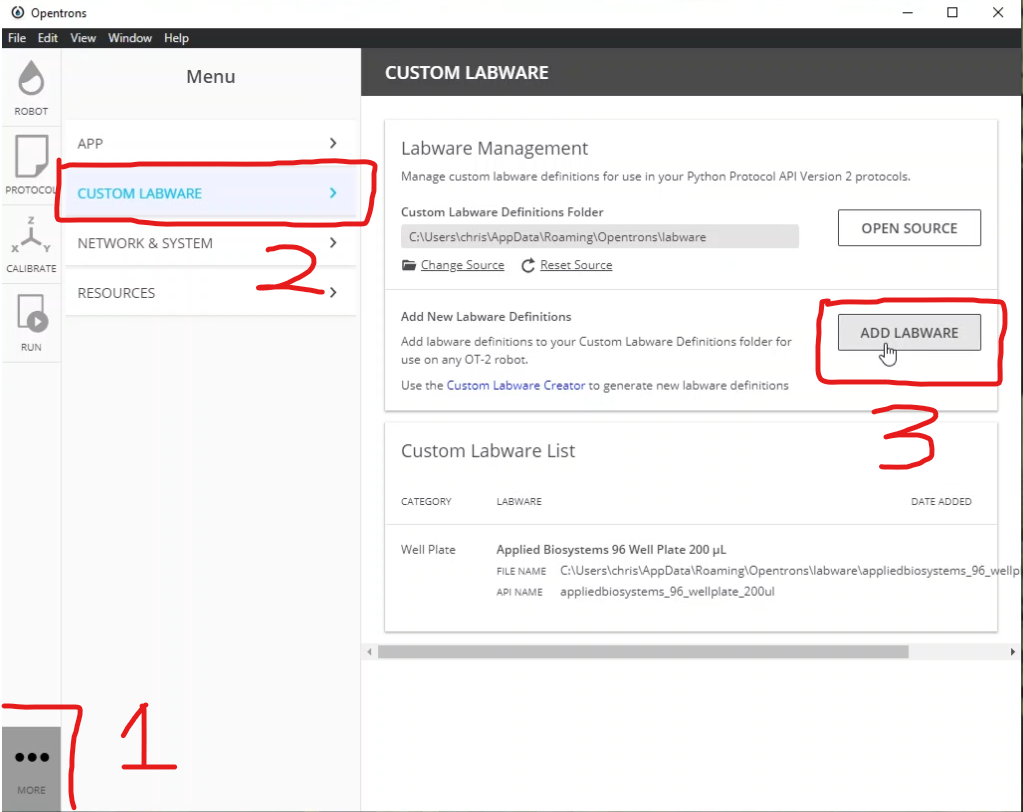 Opentrons
File Edit View Window Help
ROBOT
PROTOCOL
CALIBRATE
Z
X Y
RUN
MORE
1
Menu
APP
CUSTOM LABWARE
NETWORK & SYSTEM
2
RESOURCES
CUSTOM LABWARE
Labware Management
Manage custom labware definitions for use in your Python Protocol API Version 2 protocols.
Custom Labware Definitions Folder
C:\Users\chris\AppData\Roaming\Opentrons\labware
OPEN SOURCE
Change Source Reset Source
Add New Labware Definitions
Add labware definitions to your Custom Labware Definitions folder for
use on any OT-2 robot.
ADD LABWARE
Use the Custom Labware Creator to generate new labware definitions
3
Custom Labware List
CATEGORY LABWARE DATE ADDED
Well Plate Applied Biosystems 96 Well Plate 200 µL
FILE NAME C:\Users\chris\AppData\Roaming\Opentrons\labware\appliedbiosystems_96_wellp
API NAME appliedbiosystems_96_wellplate_200ul